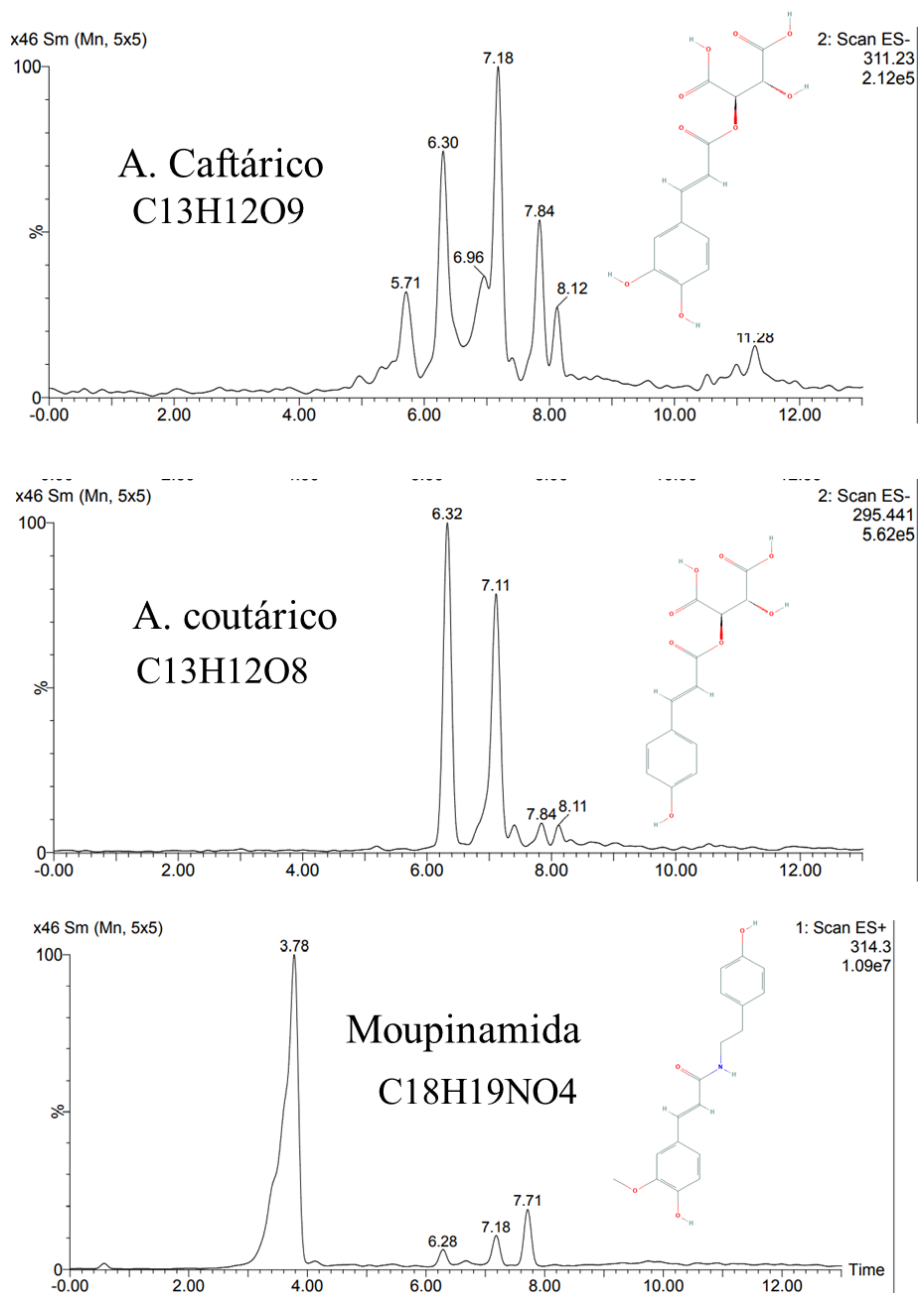 x46 Sm (Mn, 5x5)
2: Scan ES-
311.23
2.12e5
100
%
0
A. Caftárico
C13H12O9
5.71
6.30
6.96
7.18
7.84
8.12
11.28
-0.00 2.00 4.00 6.00 8.00 10.00 12.00
x46 Sm (Mn, 5x5)
2: Scan ES-
295.441
5.62e5
100
%
0
A. coutárico
C13H12O8
6.32
7.11
7.84
8.11
-0.00 2.00 4.00 6.00 8.00 10.00 12.00
x46 Sm (Mn, 5x5)
1: Scan ES+
314.3
1.09e7
100
%
0
Moupinamida
C18H19NO4
3.78
6.28
7.18
7.71
-0.00 2.00 4.00 6.00 8.00 10.00 12.00 Time